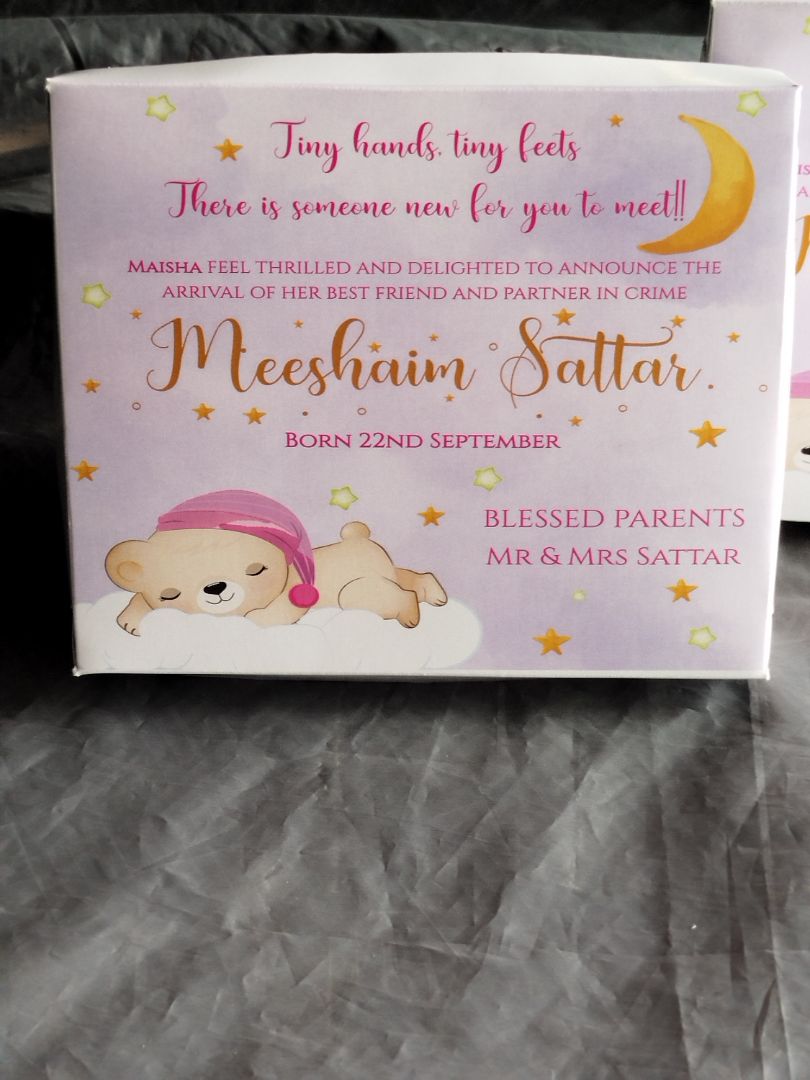 Tiny hands, tiny feets
There is someone new for you to meet!!
Maisha feel thrilled and delighted to announce the
arrival of her best friend and partner in crime
Meeshaim Sattar.
Born 22nd September
Blessed Parents
Mr & Mrs Sattar